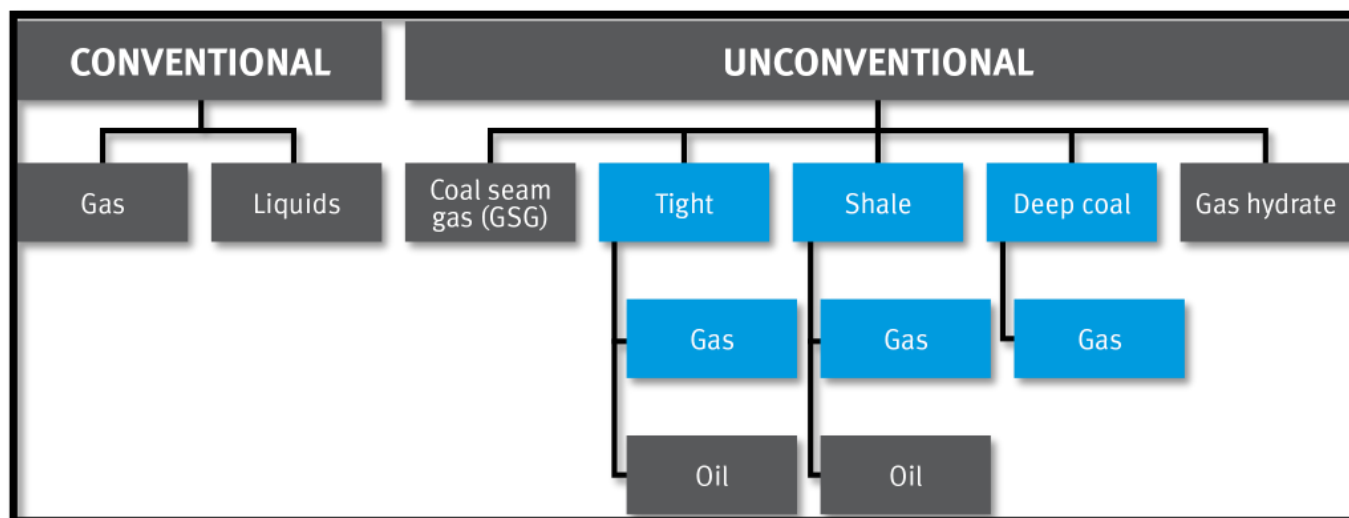 CONVENTIONAL
UNCONVENTIONAL
Gas
Liquids
Coal seam
gas (GSG)
Tight
Shale
Deep coal
Gas hydrate
Gas
Gas
Gas
Oil
Oil